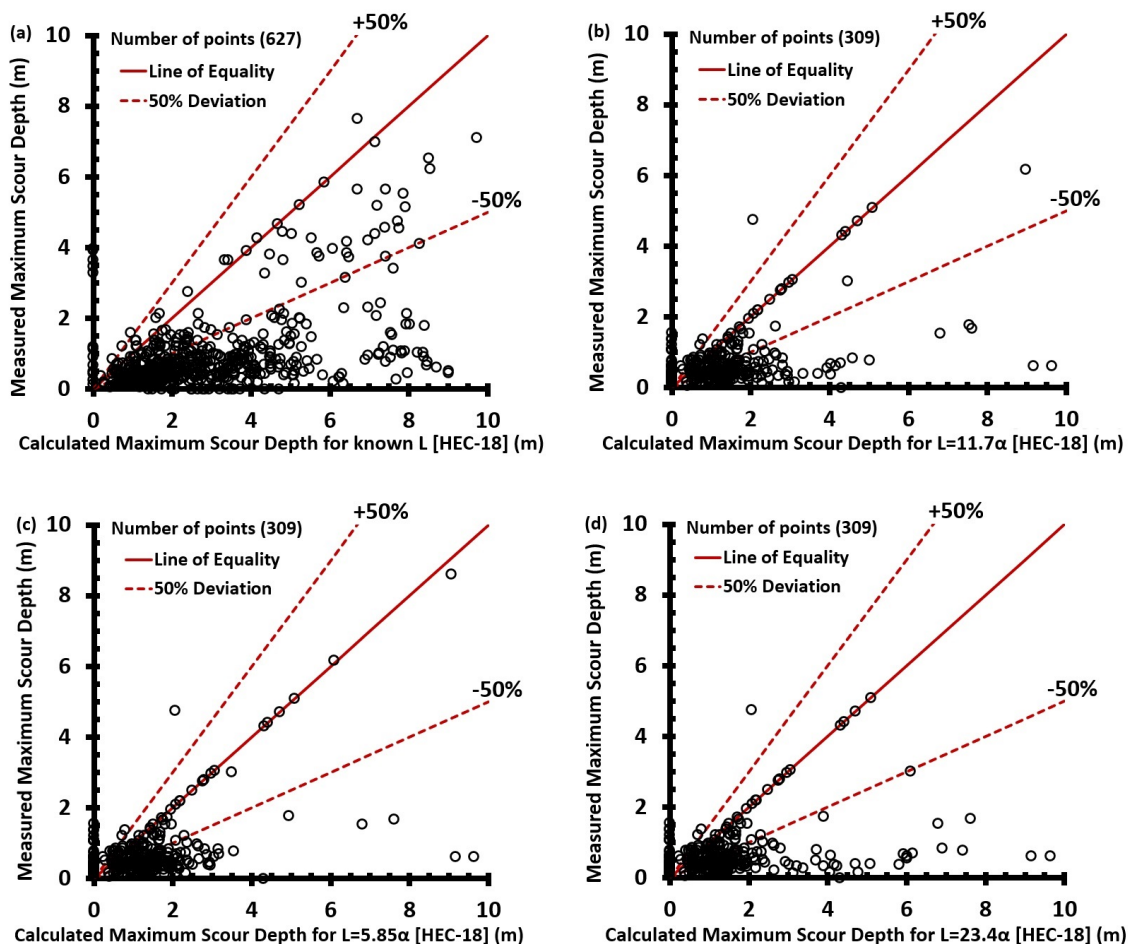 (a)
Number of points (627)
Line of Equality
50% Deviation
+50%
-50%
10
8
6
4
2
0
0 2 4 6 8 10
Measured Maximum Scour Depth (m)
Calculated Maximum Scour Depth for known L [HEC-18] (m)
(b)
Number of points (309)
Line of Equality
50% Deviation
+50%
-50%
10
8
6
4
2
0
0 2 4 6 8 10
Measured Maximum Scour Depth (m)
Calculated Maximum Scour Depth for L=11.7α [HEC-18] (m)
(c)
Number of points (309)
Line of Equality
50% Deviation
+50%
-50%
10
8
6
4
2
0
0 2 4 6 8 10
Measured Maximum Scour Depth (m)
Calculated Maximum Scour Depth for L=5.85α [HEC-18] (m)
(d)
Number of points (309)
Line of Equality
50% Deviation
+50%
-50%
10
8
6
4
2
0
0 2 4 6 8 10
Measured Maximum Scour Depth (m)
Calculated Maximum Scour Depth for L=23.4α [HEC-18] (m)